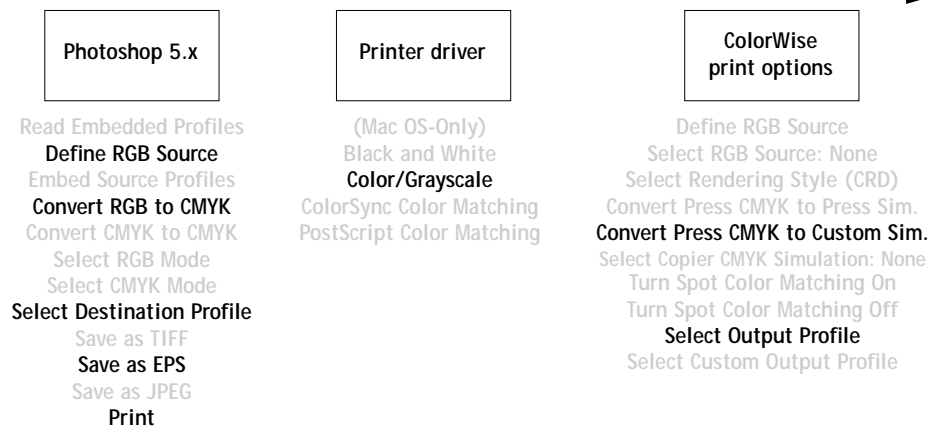 Photoshop 5.x
Read Embedded Profiles
Define RGB Source
Embed Source Profiles
Convert RGB to CMYK
Convert CMYK to CMYK
Select RGB Mode
Select CMYK Mode
Select Destination Profile
Save as TIFF
Save as EPS
Save as JPEG
Print
Printer driver
(Mac OS-Only)
Black and White
Color/Grayscale
ColorSync Color Matching
PostScript Color Matching
ColorWise
print options
Define RGB Source
Select RGB Source: None
Select Rendering Style (CRD)
Convert Press CMYK to Press Sim.
Convert Press CMYK to Custom Sim.
Select Copier CMYK Simulation: None
Turn Spot Color Matching On
Turn Spot Color Matching Off
Select Output Profile
Select Custom Output Profile